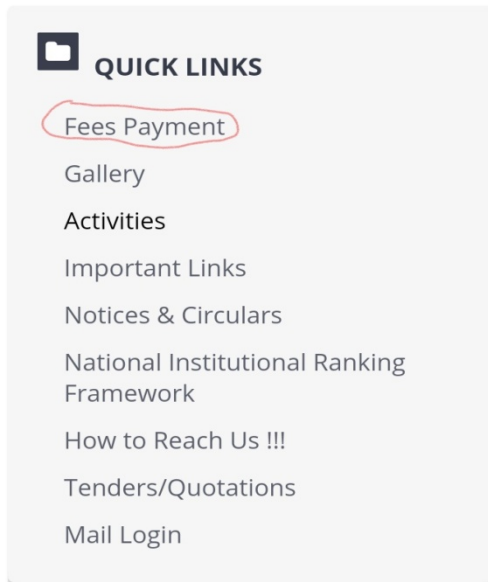 QUICK LINKS
Fees Payment
Gallery
Activities
Important Links
Notices & Circulars
National Institutional Ranking
Framework
How to Reach Us !!!
Tenders/Quotations
Mail Login